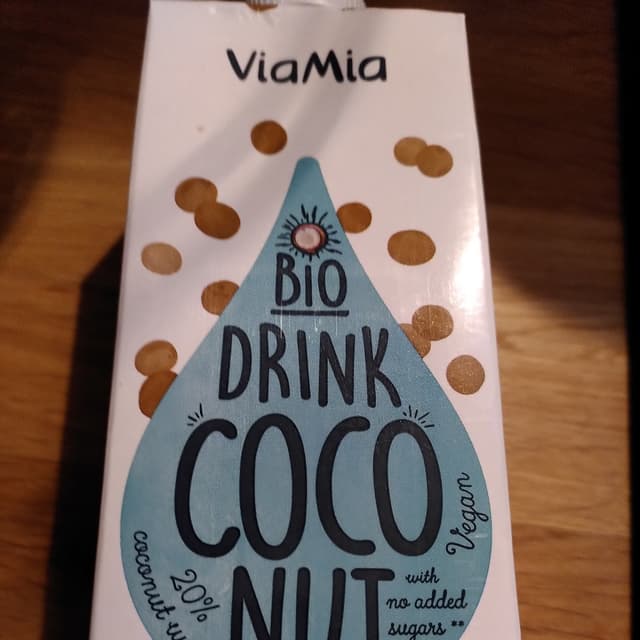 ViaMia
BiO
DRINK
COCO
NUT
Vegan
with
no added
sugars **
20%
coconut